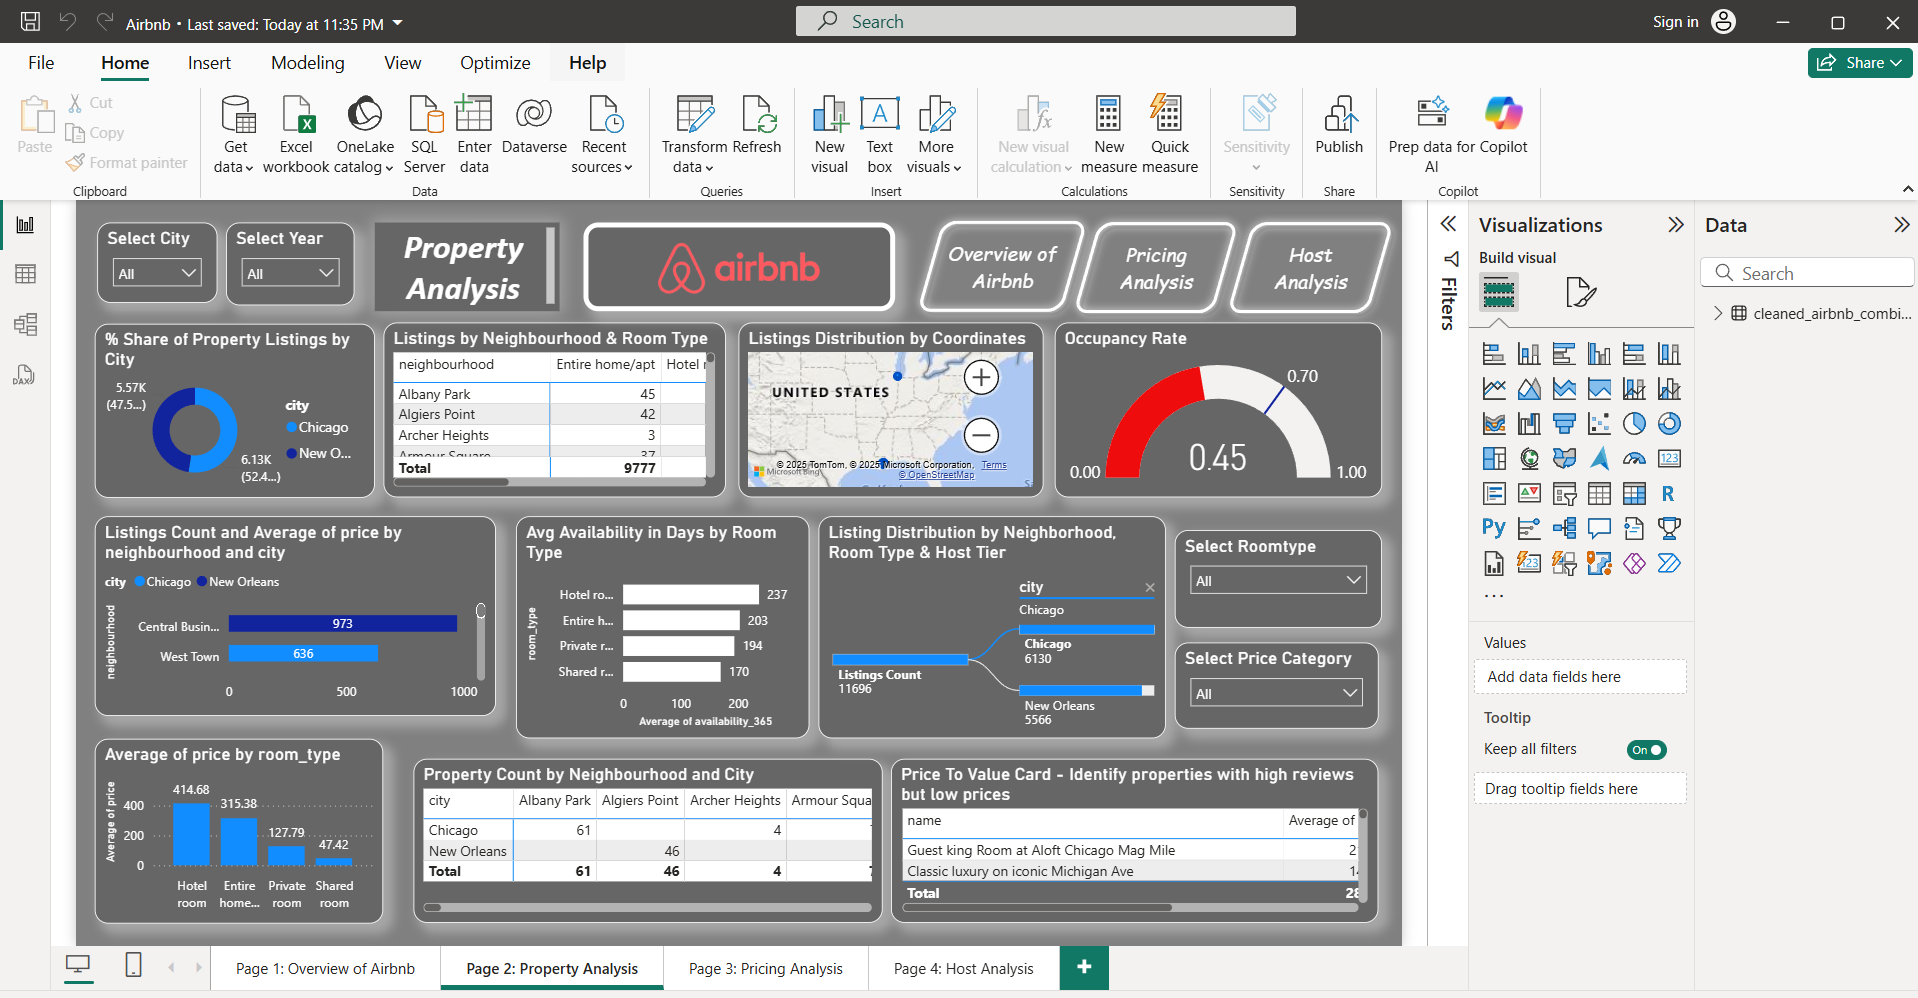 Airbnb • Last saved: Today at 11:35 PM
Search
Sign in
File
Home
Insert
Modeling
View
Optimize
Help
Share
Paste
Cut
Copy
Format painter
Clipboard
Get data
Excel workbook
OneLake catalog
SQL Server
Enter data
Dataverse
Recent sources
Data
Transform data
Refresh
Queries
New visual
Text box
More visuals
Insert
New visual calculation
New measure
Quick measure
Calculations
Sensitivity
Sensitivity
Publish
Share
Prep data for AI
Copilot
Copilot
Select City
All
Select Year
All
Property
Analysis
airbnb
Overview of
Airbnb
Pricing
Analysis
Host
Analysis
% Share of Property Listings by
City
5.57K
(47.5...)
6.13K
(52.4...)
city
Chicago
New O...
Listings by Neighbourhood & Room Type
neighbourhood Entire home/apt Hotel
Albany Park 45
Algiers Point 42
Archer Heights 3
Armour Square 37
Total 9777
Listings Distribution by Coordinates
UNITED STATES
Microsoft Bing
© 2025 TomTom, © 2025 Microsoft Corporation, Terms
© OpenStreetMap
Occupancy Rate
0.70
0.45
0.00
1.00
Listings Count and Average of price by
neighbourhood and city
city Chicago New Orleans
neighbourhood
Central Busin... 973
West Town 636
0 500 1000
Avg Availability in Days by Room
Type
room_type
Hotel ro... 237
Entire h... 203
Private r... 194
Shared r... 170
0 100 200
Average of availability_365
Listing Distribution by Neighborhood,
Room Type & Host Tier
city
Chicago
Chicago
6130
Listings Count
11696
New Orleans
5566
Select Roomtype
All
Select Price Category
All
Average of price by room_type
Average of price
400
200
0
414.68
315.38
127.79
47.42
Hotel room
Entire home...
Private room
Shared room
Property Count by Neighbourhood and City
city Albany Park Algiers Point Archer Heights Armour Squa
Chicago 61 4
New Orleans 46
Total 61 46 4
Price To Value Card - Identify properties with high reviews
but low prices
name Average of
Guest king Room at Aloft Chicago Mag Mile
Classic luxury on iconic Michigan Ave
Total
Filters
Visualizations
Build visual
Values
Add data fields here
Tooltip
Keep all filters
On
Drag tooltip fields here
Data
Search
cleaned_airbnb_combi...
Page 1: Overview of Airbnb
Page 2: Property Analysis
Page 3: Pricing Analysis
Page 4: Host Analysis